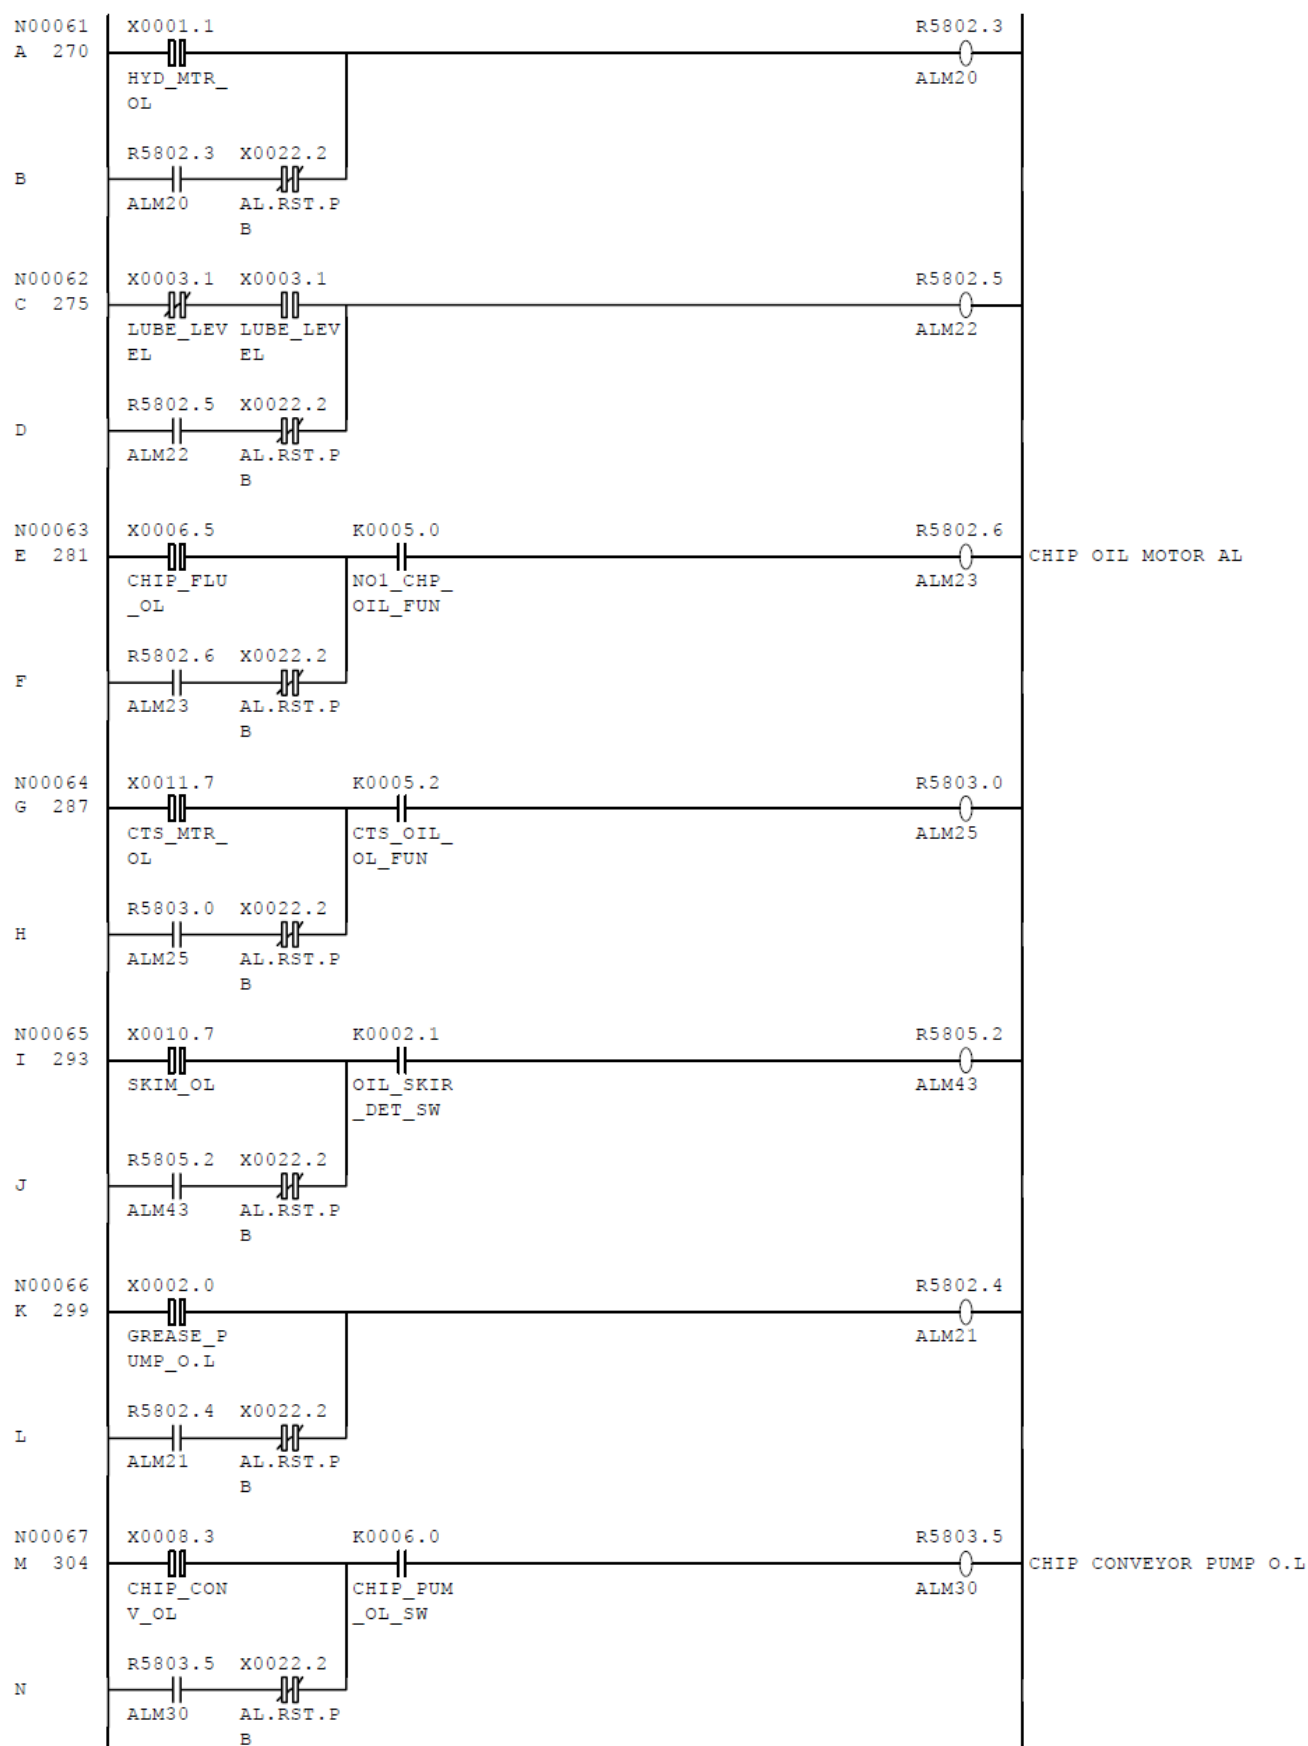 N00061 X0001.1 R5802.3
A 270
HYD_MTR_ ALM20
OL
R5802.3 X0022.2
B
ALM20 AL.RST.P
B
N00062 X0003.1 X0003.1 R5802.5
C 275
LUBE_LEV LUBE_LEV ALM22
EL EL
R5802.5 X0022.2
D
ALM22 AL.RST.P
B
N00063 X0006.5 K0005.0 R5802.6
E 281 CHIP OIL MOTOR AL
CHIP_FLU NO1_CHP_ ALM23
_OL OIL_FUN
R5802.6 X0022.2
F
ALM23 AL.RST.P
B
N00064 X0011.7 K0005.2 R5803.0
G 287
CTS_MTR_ CTS_OIL_ ALM25
OL OL_FUN
R5803.0 X0022.2
H
ALM25 AL.RST.P
B
N00065 X0010.7 K0002.1 R5805.2
I 293
SKIM_OL OIL_SKIR ALM43
_DET_SW
R5805.2 X0022.2
J
ALM43 AL.RST.P
B
N00066 X0002.0 R5802.4
K 299
GREASE_P ALM21
UMP_O.L
R5802.4 X0022.2
L
ALM21 AL.RST.P
B
N00067 X0008.3 K0006.0 R5803.5
M 304 CHIP CONVEYOR PUMP O.L
CHIP_CON CHIP_PUM ALM30
V_OL _OL_SW
R5803.5 X0022.2
N
ALM30 AL.RST.P
B